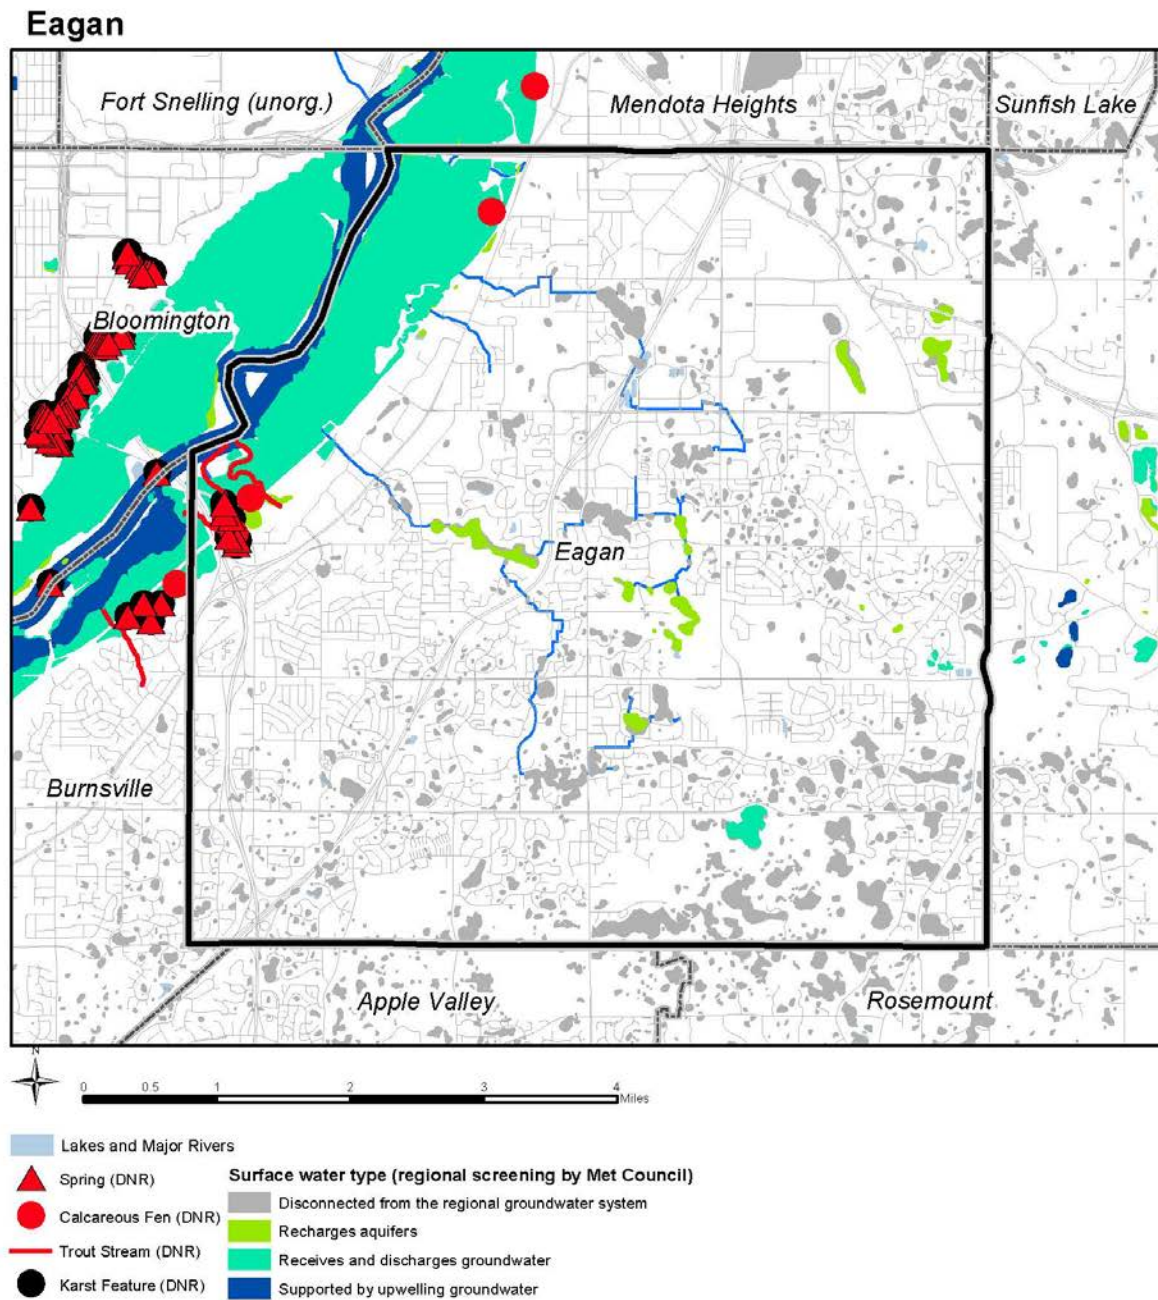 Eagan
Fort Snelling (unorg.)
Mendota Heights
Sunfish Lake
Bloomington
Eagan
Burnsville
Apple Valley
Rosemount
N
0 0.5 1 2 3 4
Miles
Lakes and Major Rivers
Spring (DNR)
Calcareous Fen (DNR)
Trout Stream (DNR)
Karst Feature (DNR)
Surface water type (regional screening by Met Council)
Disconnected from the regional groundwater system
Recharges aquifers
Receives and discharges groundwater
Supported by upwelling groundwater